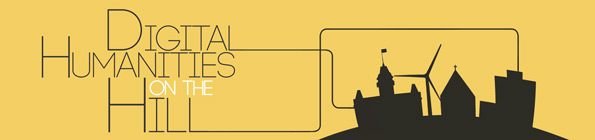 DIGITAL
HUMANITIES
ON THE
HILL